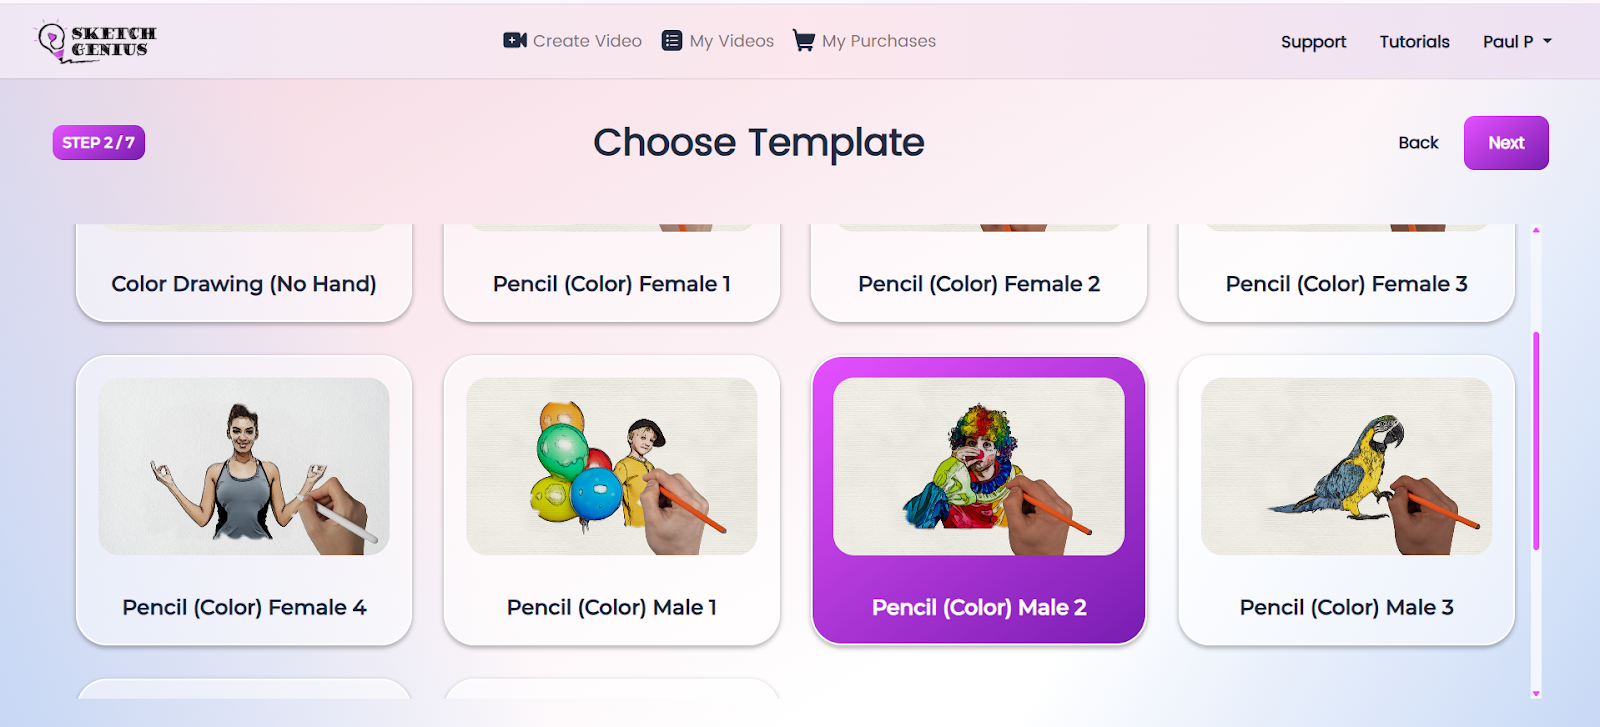 SKETCH
GENIUS
Create Video
My Videos
My Purchases
Support
Tutorials
Paul P
STEP 2 / 7
Choose Template
Back
Next
Color Drawing (No Hand)
Pencil (Color) Female 1
Pencil (Color) Female 2
Pencil (Color) Female 3
Pencil (Color) Female 4
Pencil (Color) Male 1
Pencil (Color) Male 2
Pencil (Color) Male 3